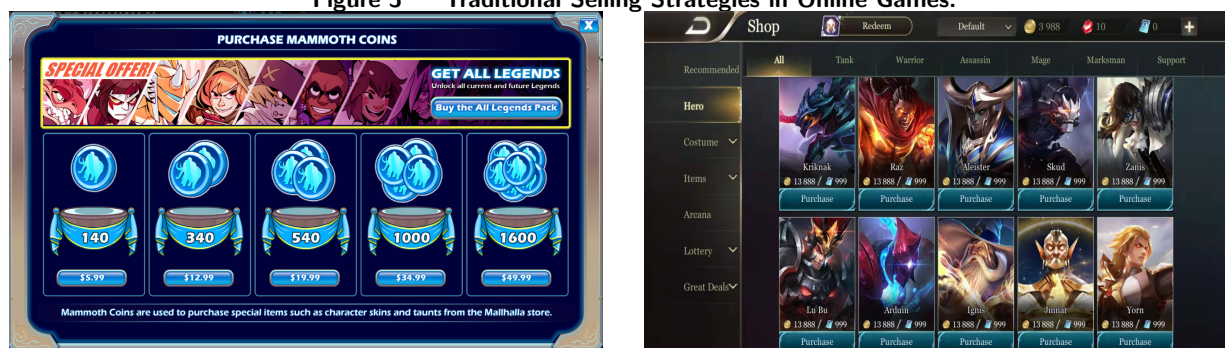 Figure 3 Traditional Selling Strategies in Online Games.
PURCHASE MAMMOTH COINS
X
SPECIAL OFFER!
GET ALL LEGENDS
Unlock all current and future Legends
Buy the All Legends Pack
140 340 540 1000 1600
$5.99 $12.99 $19.99 $34.99 $49.99
Mammoth Coins are used to purchase special items such as character skins and taunts from the Mallhalla store.
Shop Redeem Default 3 988 10 0 +
Recommended
Hero
Costume
Items
Arcana
Lottery
Great Deals
All Tank Warrior Assassin Mage Marksman Support
Kriknak Raz Aleister Skud Zanis
13 888 / 999 13 888 / 999 13 888 / 999 13 888 / 999 13 888 / 999
Purchase Purchase Purchase Purchase Purchase
Lu Bu Arduin Ignis Jinnar Yorn
13 888 / 999 13 888 / 999 13 888 / 999 13 888 / 999 13 888 / 999
Purchase Purchase Purchase Purchase Purchase